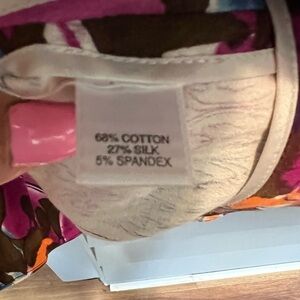 68% COTTON
27% SILK
5% SPANDEX